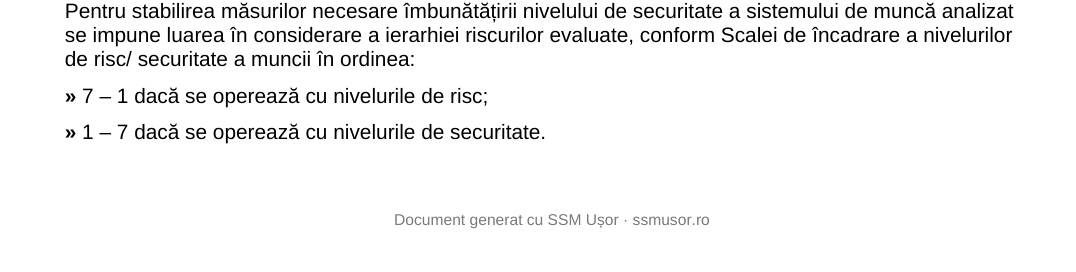 Pentru stabilirea măsurilor necesare îmbunătățirii nivelului de securitate a sistemului de muncă analizat
se impune luarea în considerare a ierarhiei riscurilor evaluate, conform Scalei de încadrare a nivelurilor
de risc/ securitate a muncii în ordinea:
» 7 – 1 dacă se operează cu nivelurile de risc;
» 1 – 7 dacă se operează cu nivelurile de securitate.
Document generat cu SSM Ușor · ssmusor.ro